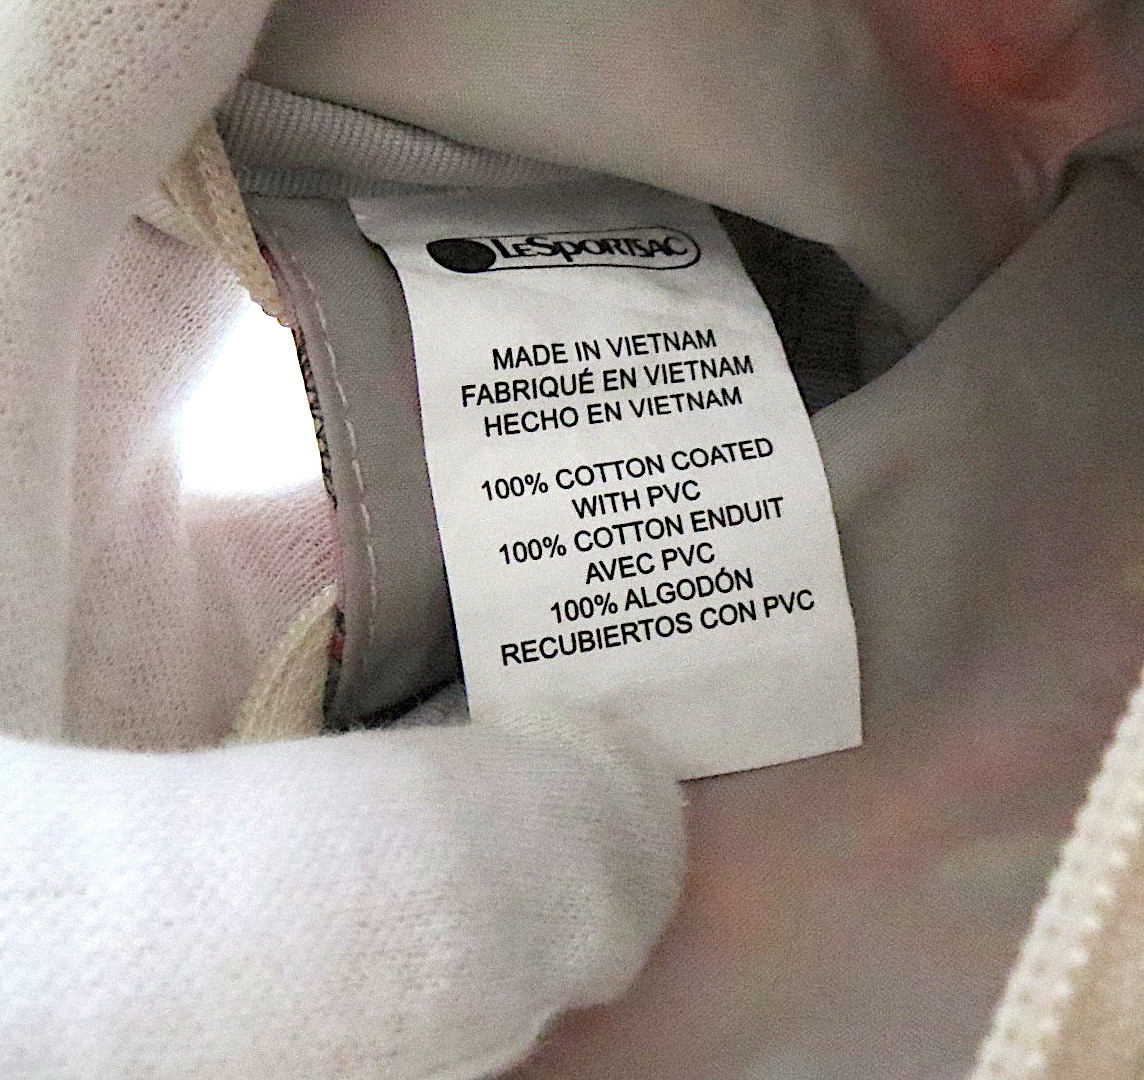 LeSportsac
MADE IN VIETNAM
FABRIQUÉ EN VIETNAM
HECHO EN VIETNAM
100% COTTON COATED
WITH PVC
100% COTTON ENDUIT
AVEC PVC
100% ALGODÓN
RECUBIERTOS CON PVC